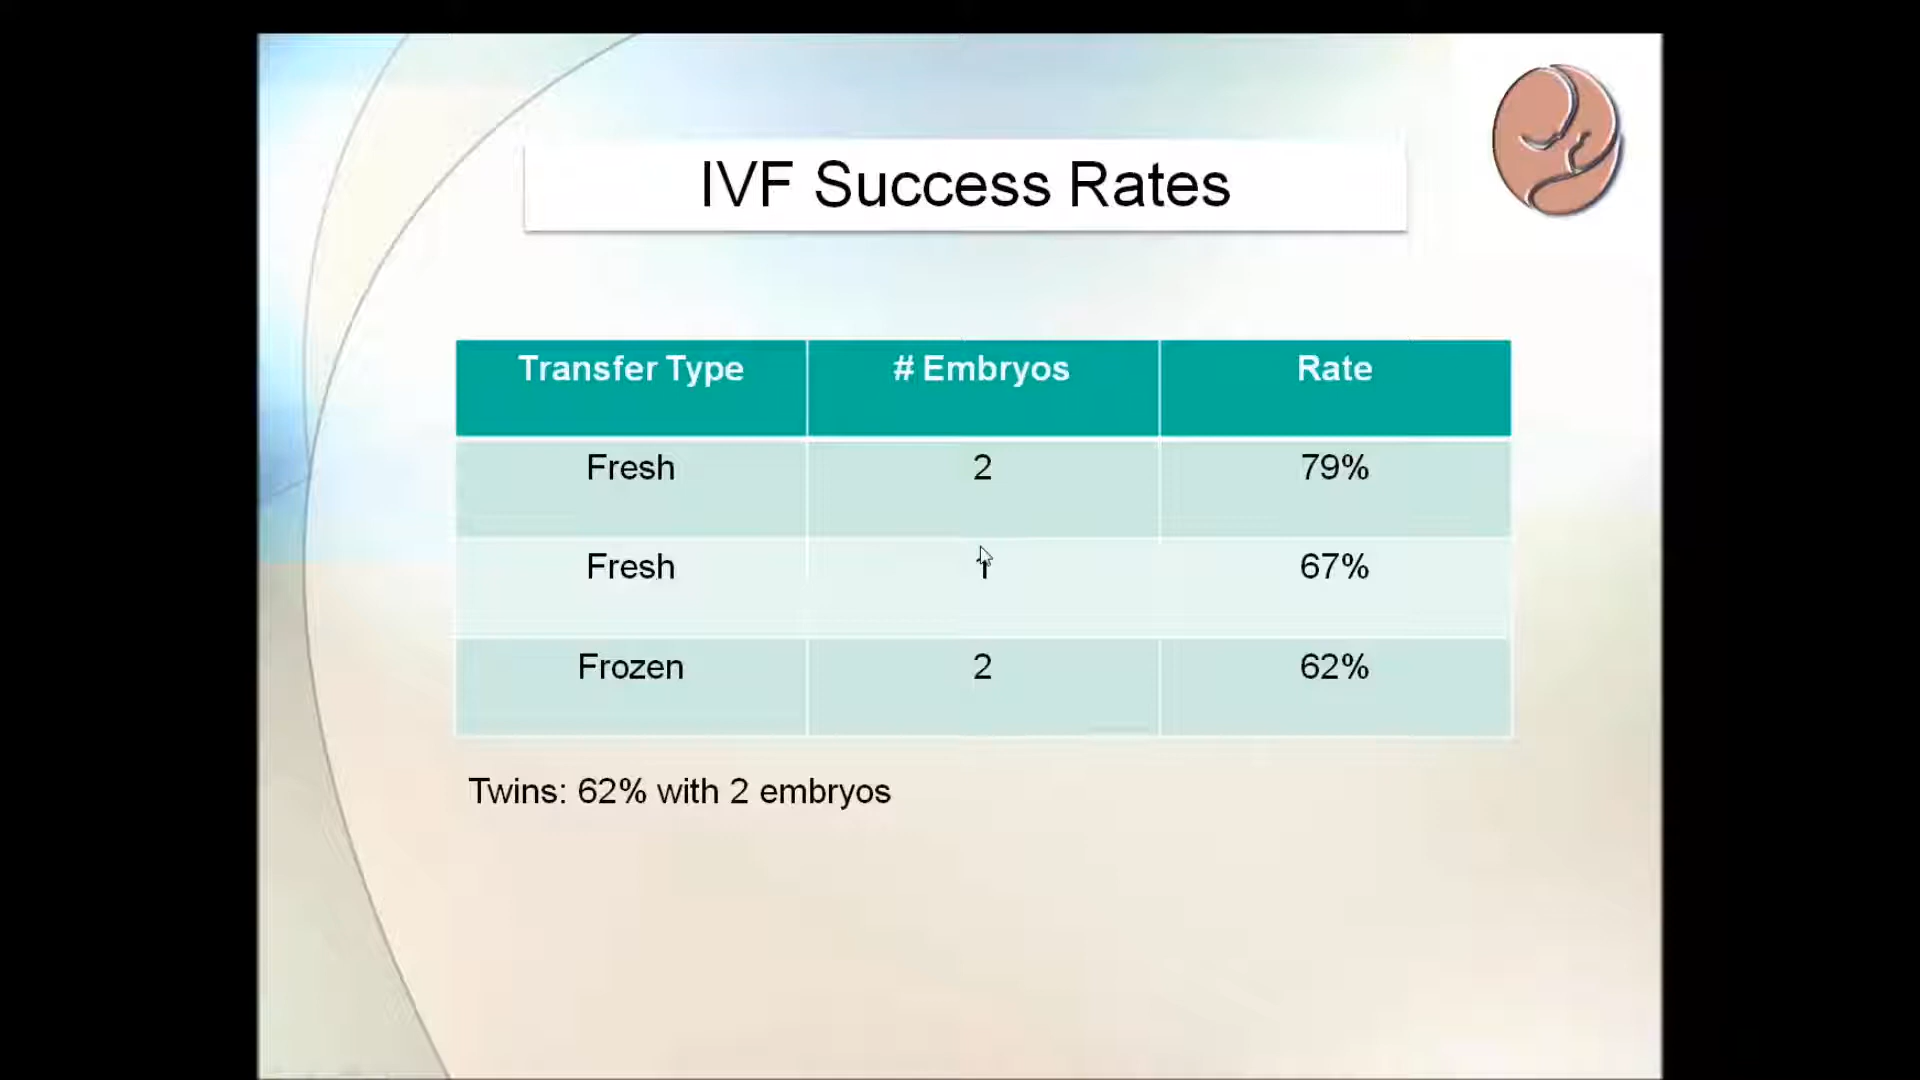 IVF Success Rates
Transfer Type # Embryos Rate
Fresh 2 79%
Fresh 1 67%
Frozen 2 62%
Twins: 62% with 2 embryos